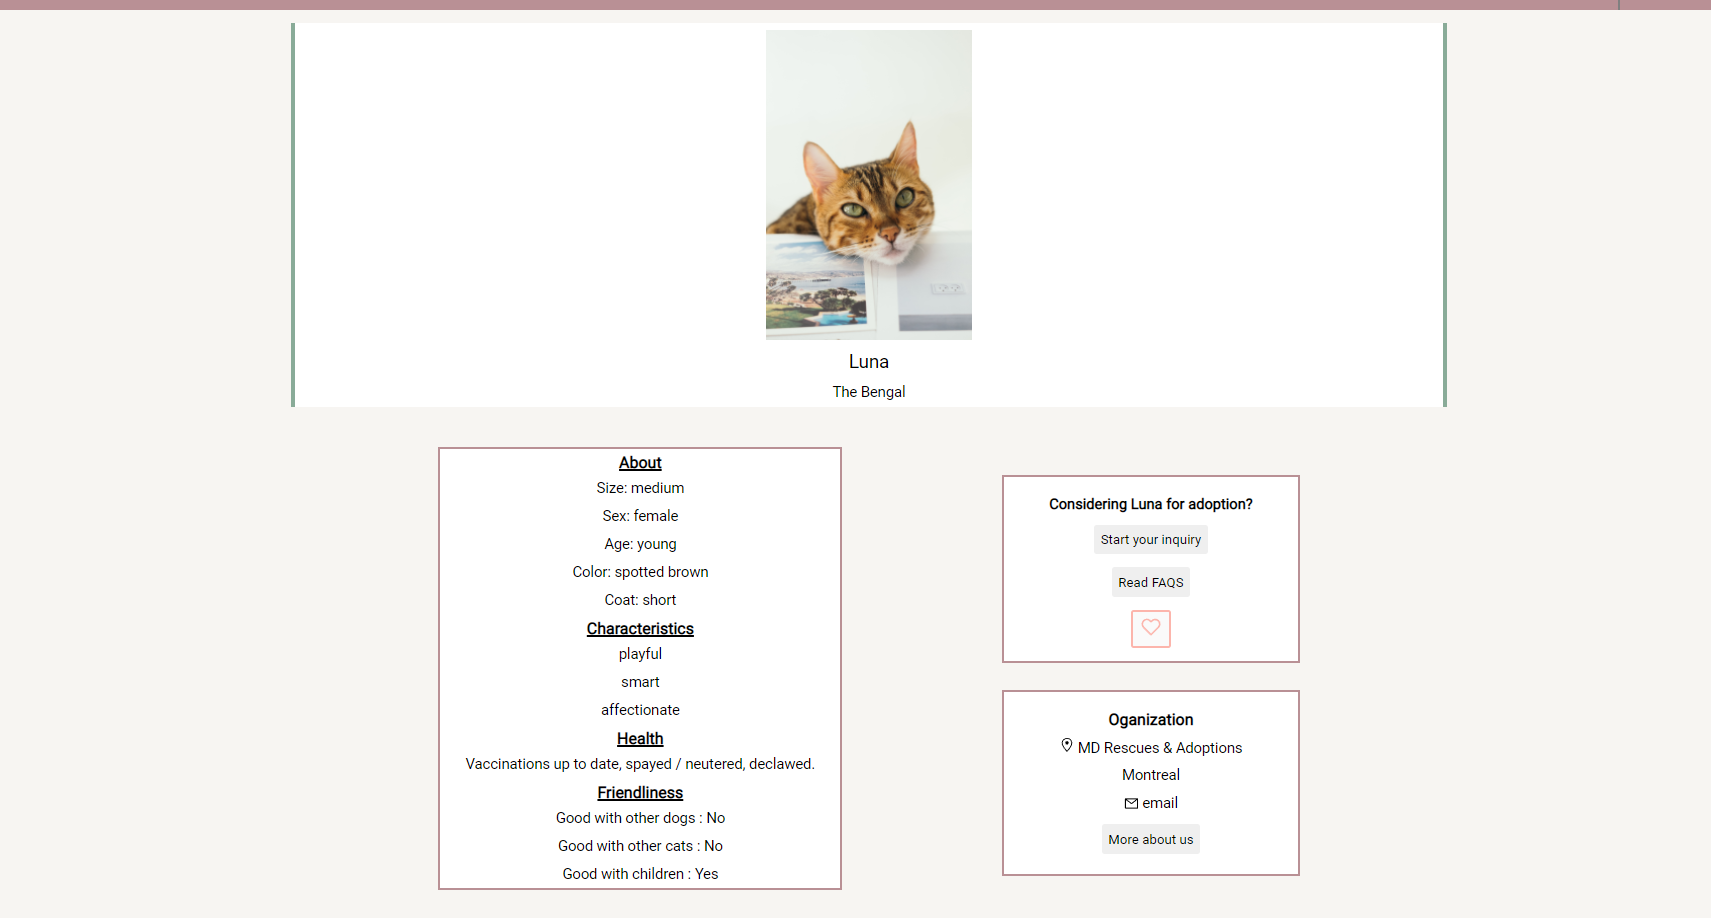 Luna
The Bengal
About
Size: medium
Sex: female
Age: young
Color: spotted brown
Coat: short
Characteristics
playful
smart
affectionate
Health
Vaccinations up to date, spayed / neutered, declawed.
Friendliness
Good with other dogs : No
Good with other cats : No
Good with children : Yes
Considering Luna for adoption?
Start your inquiry
Read FAQS
Oganization
MD Rescues & Adoptions
Montreal
email
More about us